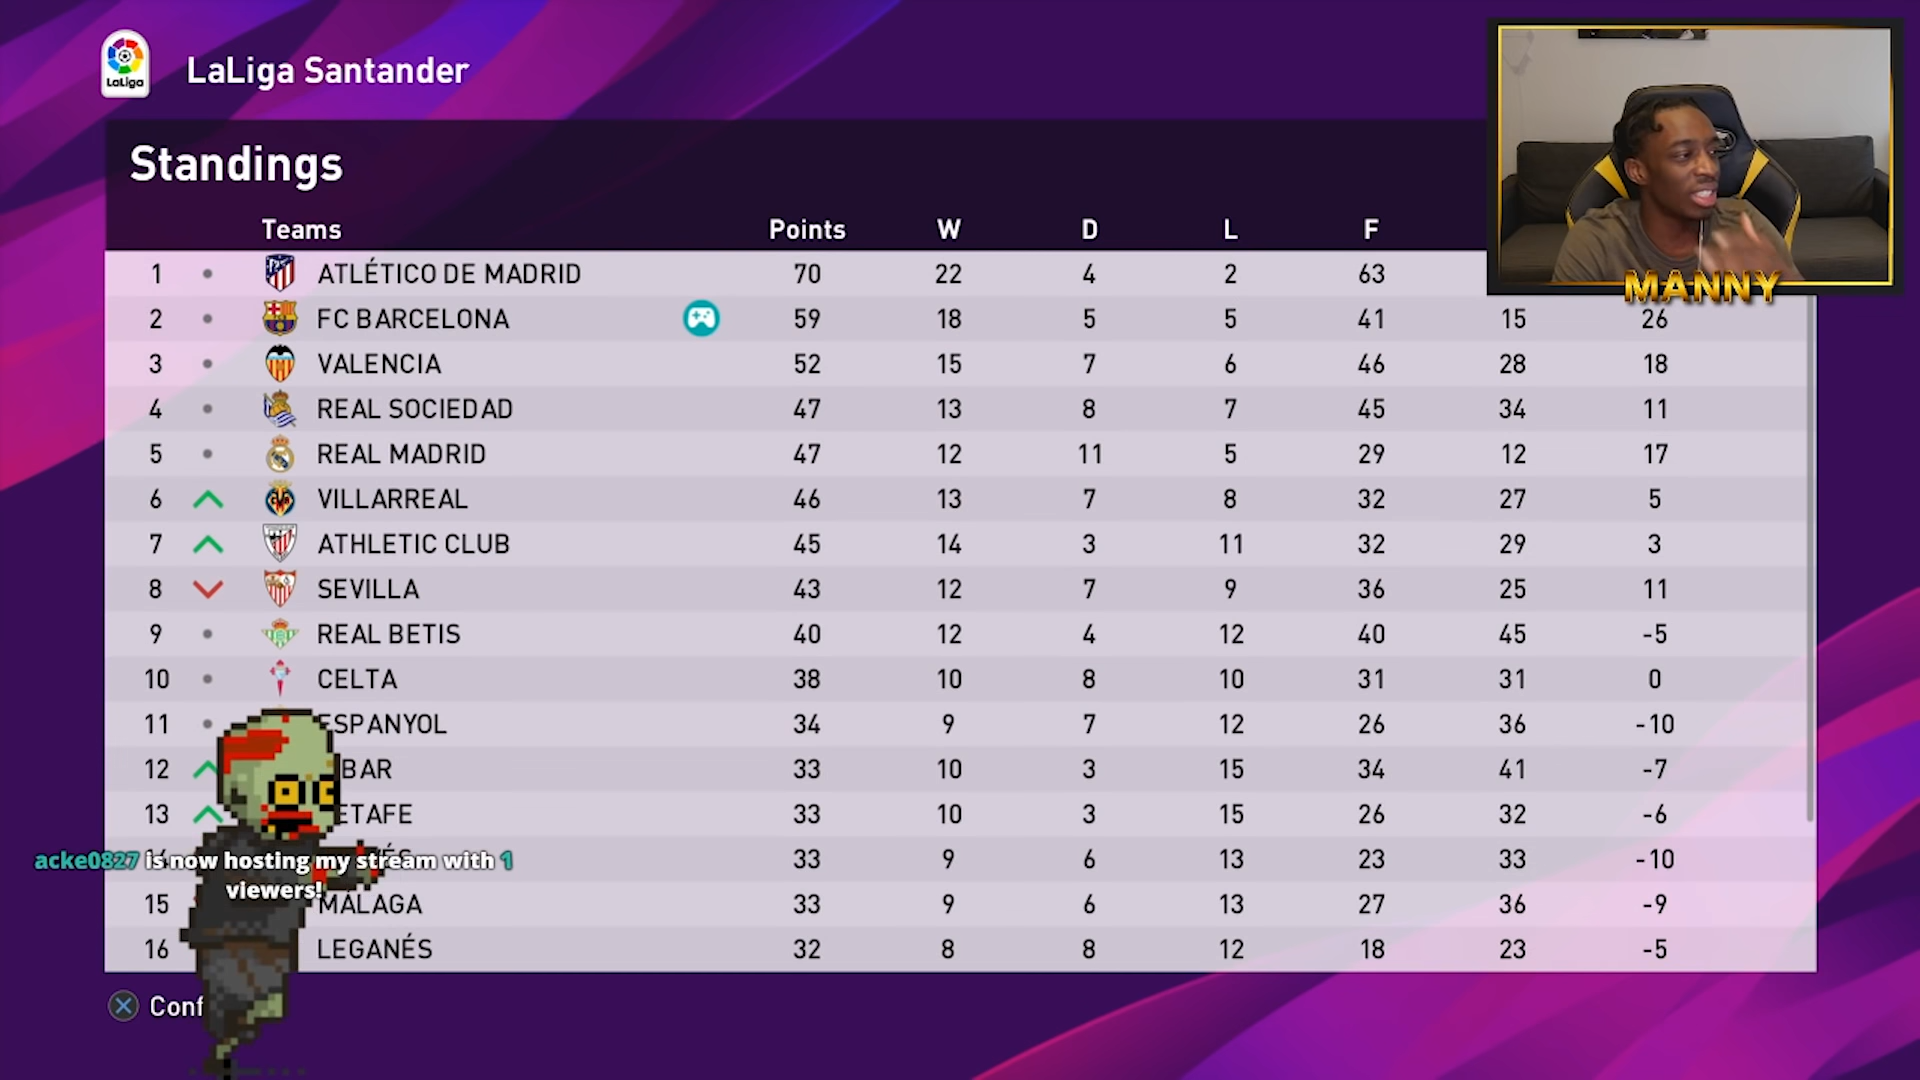 LaLiga
LaLiga Santander
Standings
Teams Points W D L F
1 ATLÉTICO DE MADRID 70 22 4 2 63
MANNY
2 FC BARCELONA 59 18 5 5 41 15 26
3 VALENCIA 52 15 7 6 46 28 18
4 REAL SOCIEDAD 47 13 8 7 45 34 11
5 REAL MADRID 47 12 11 5 29 12 17
6 VILLARREAL 46 13 7 8 32 27 5
7 ATHLETIC CLUB 45 14 3 11 32 29 3
8 SEVILLA 43 12 7 9 36 25 11
9 REAL BETIS 40 12 4 12 40 45 -5
10 CELTA 38 10 8 10 31 31 0
11 ESPANYOL 34 9 7 12 26 36 -10
12 BAR 33 10 3 15 34 41 -7
13 ETAFE 33 10 3 15 26 32 -6
33 9 6 13 23 33 -10
acke0827 is now hosting my stream with 1
viewers!
15 MÁLAGA 33 9 6 13 27 36 -9
16 LEGANÉS 32 8 8 12 18 23 -5
Conf